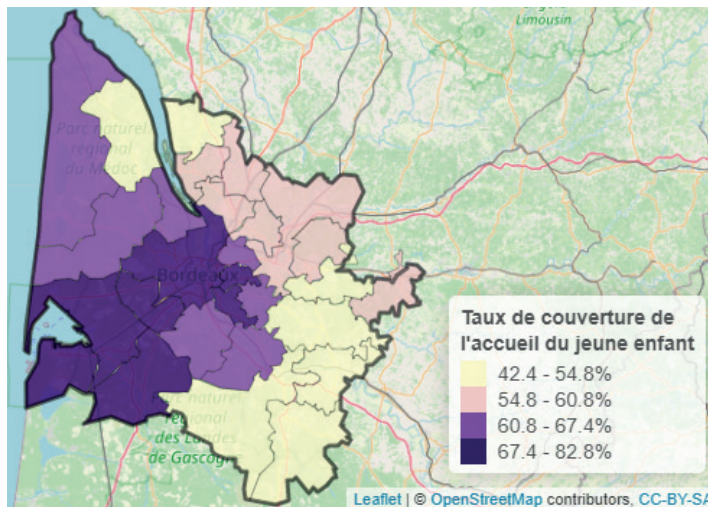 Limousin
Parc naturel
régional
du Médoc
Bordeaux
Taux de couverture de
l'accueil du jeune enfant
42.4 - 54.8%
54.8 - 60.8%
60.8 - 67.4%
67.4 - 82.8%
Parc naturel
régional
des Landes
de Gascogne
Leaflet | © OpenStreetMap contributors, CC-BY-SA